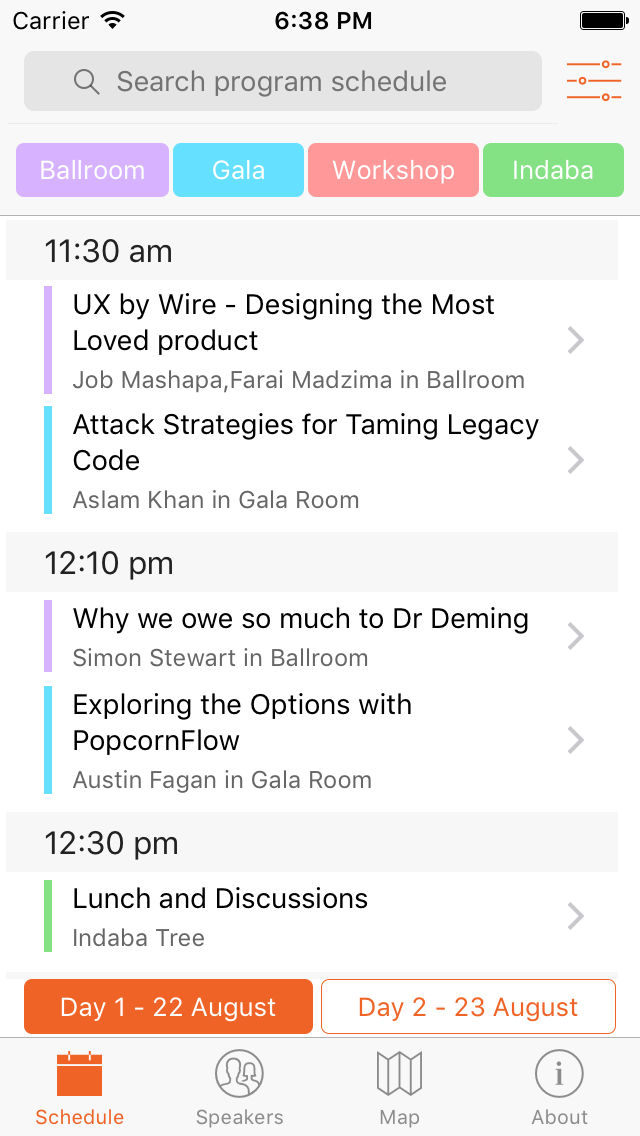 Carrier 6:38 PM
Search program schedule
Ballroom Gala Workshop Indaba
11:30 am
UX by Wire - Designing the Most
Loved product
Job Mashapa,Farai Madzima in Ballroom
Attack Strategies for Taming Legacy
Code
Aslam Khan in Gala Room
12:10 pm
Why we owe so much to Dr Deming
Simon Stewart in Ballroom
Exploring the Options with
PopcornFlow
Austin Fagan in Gala Room
12:30 pm
Lunch and Discussions
Indaba Tree
Day 1 - 22 August Day 2 - 23 August
Schedule Speakers Map About